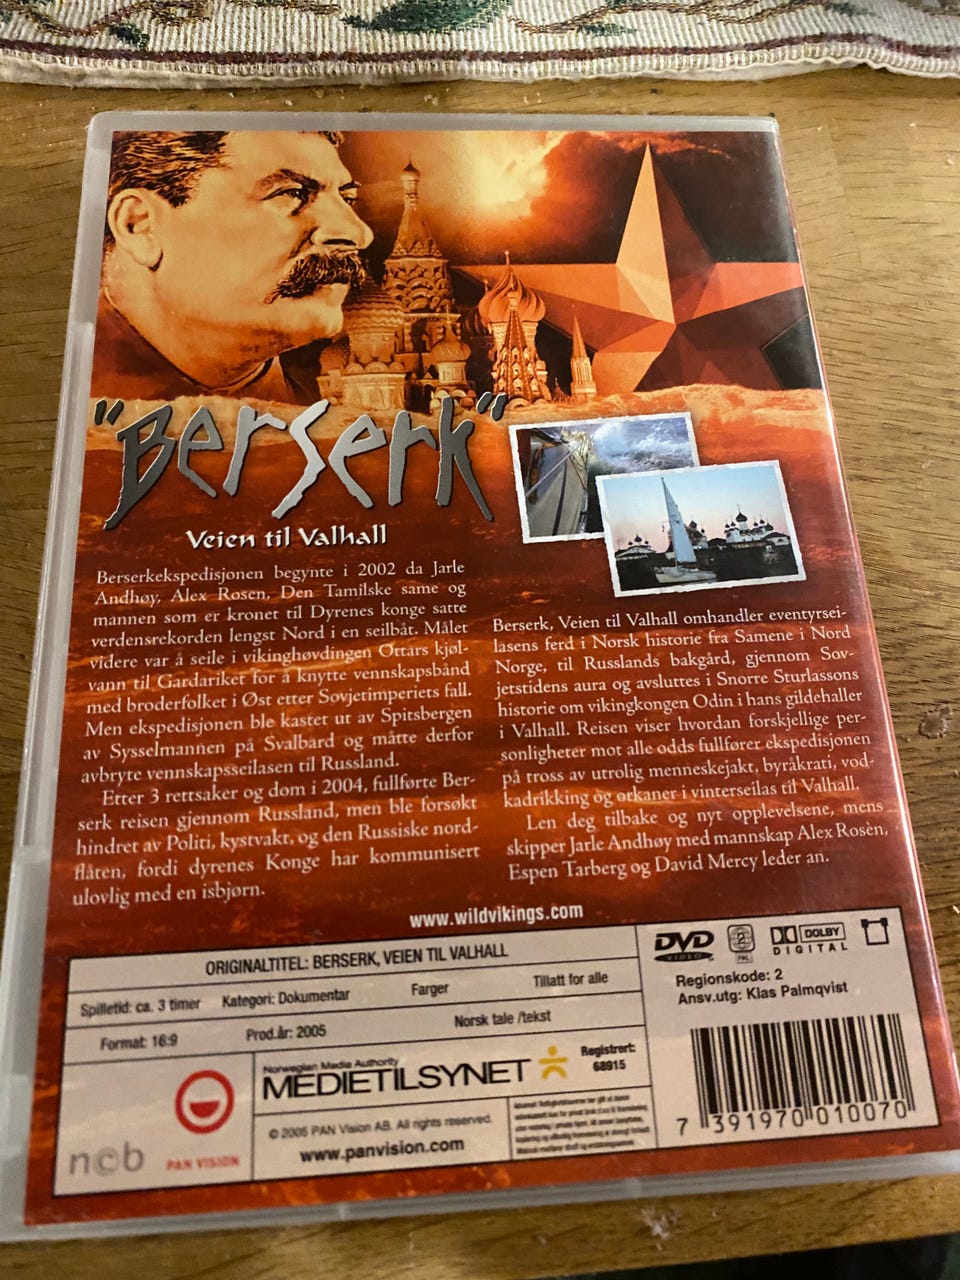 "Berserk"
Veien til Valhall
Berserkekspedisjonen begynte i 2002 da Jarle
Andhøy, Alex Rosen, Den Tamilske same og
mannen som er kronet til Dyrenes konge satte
verdensrekorden lengst Nord i en seilbåt. Målet
videre var å seile i vikinghøvdingen Ottars kjøl-
vann til Gardariket for å knytte vennskapsbånd
med broderfolket i Øst etter Sovjetimperiets fall.
Men ekspedisjonen ble kastet ut av Spitsbergen
av Sysselmannen på Svalbard og måtte derfor
avbryte vennskapsseilasen til Russland.
Etter 3 rettsaker og dom i 2004, fullførte Ber-
serk reisen gjennom Russland, men ble forsøkt
hindret av Politi, kystvakt, og den Russiske nord-
flåten, fordi dyrenes Konge har kommunisert
ulovlig med en isbjørn.
Berserk, Veien til Valhall omhandler eventyrsei-
lasens ferd i Norsk historie fra Samene i Nord
Norge, til Russlands bakgård, gjennom Sov-
jetstidens aura og avsluttes i Snorre Sturlassons
historie om vikingkongen Odin i hans gildehaller
i Valhall. Reisen viser hvordan forskjellige per-
sonligheter mot alle odds fullfører ekspedisjonen
på tross av utrolig menneskejakt, byråkrati, vod-
kadrikking og orkaner i vinterseilas til Valhall.
Len deg tilbake og nyt opplevelsene, mens
skipper Jarle Andhøy med mannskap Alex Rosèn,
Espen Tarberg og David Mercy leder an.
www.wildvikings.com
ORIGINALTITEL: BERSERK, VEIEN TIL VALHALL
Spilletid: ca. 3 timer Kategori: Dokumentar Farger Tillatt for alle
Format: 16:9 Prod.år: 2005 Norsk tale /tekst
DVD
VIDEO
2
PAL
DOLBY
DIGITAL
Regionskode: 2
Ansv.utg: Klas Palmqvist
Norwegian Media Authority
MEDIETILSYNET
Registrert:
68915
© 2005 PAN Vision AB. All rights reserved.
www.panvision.com
ncb
PAN VISION
7 391970 010070